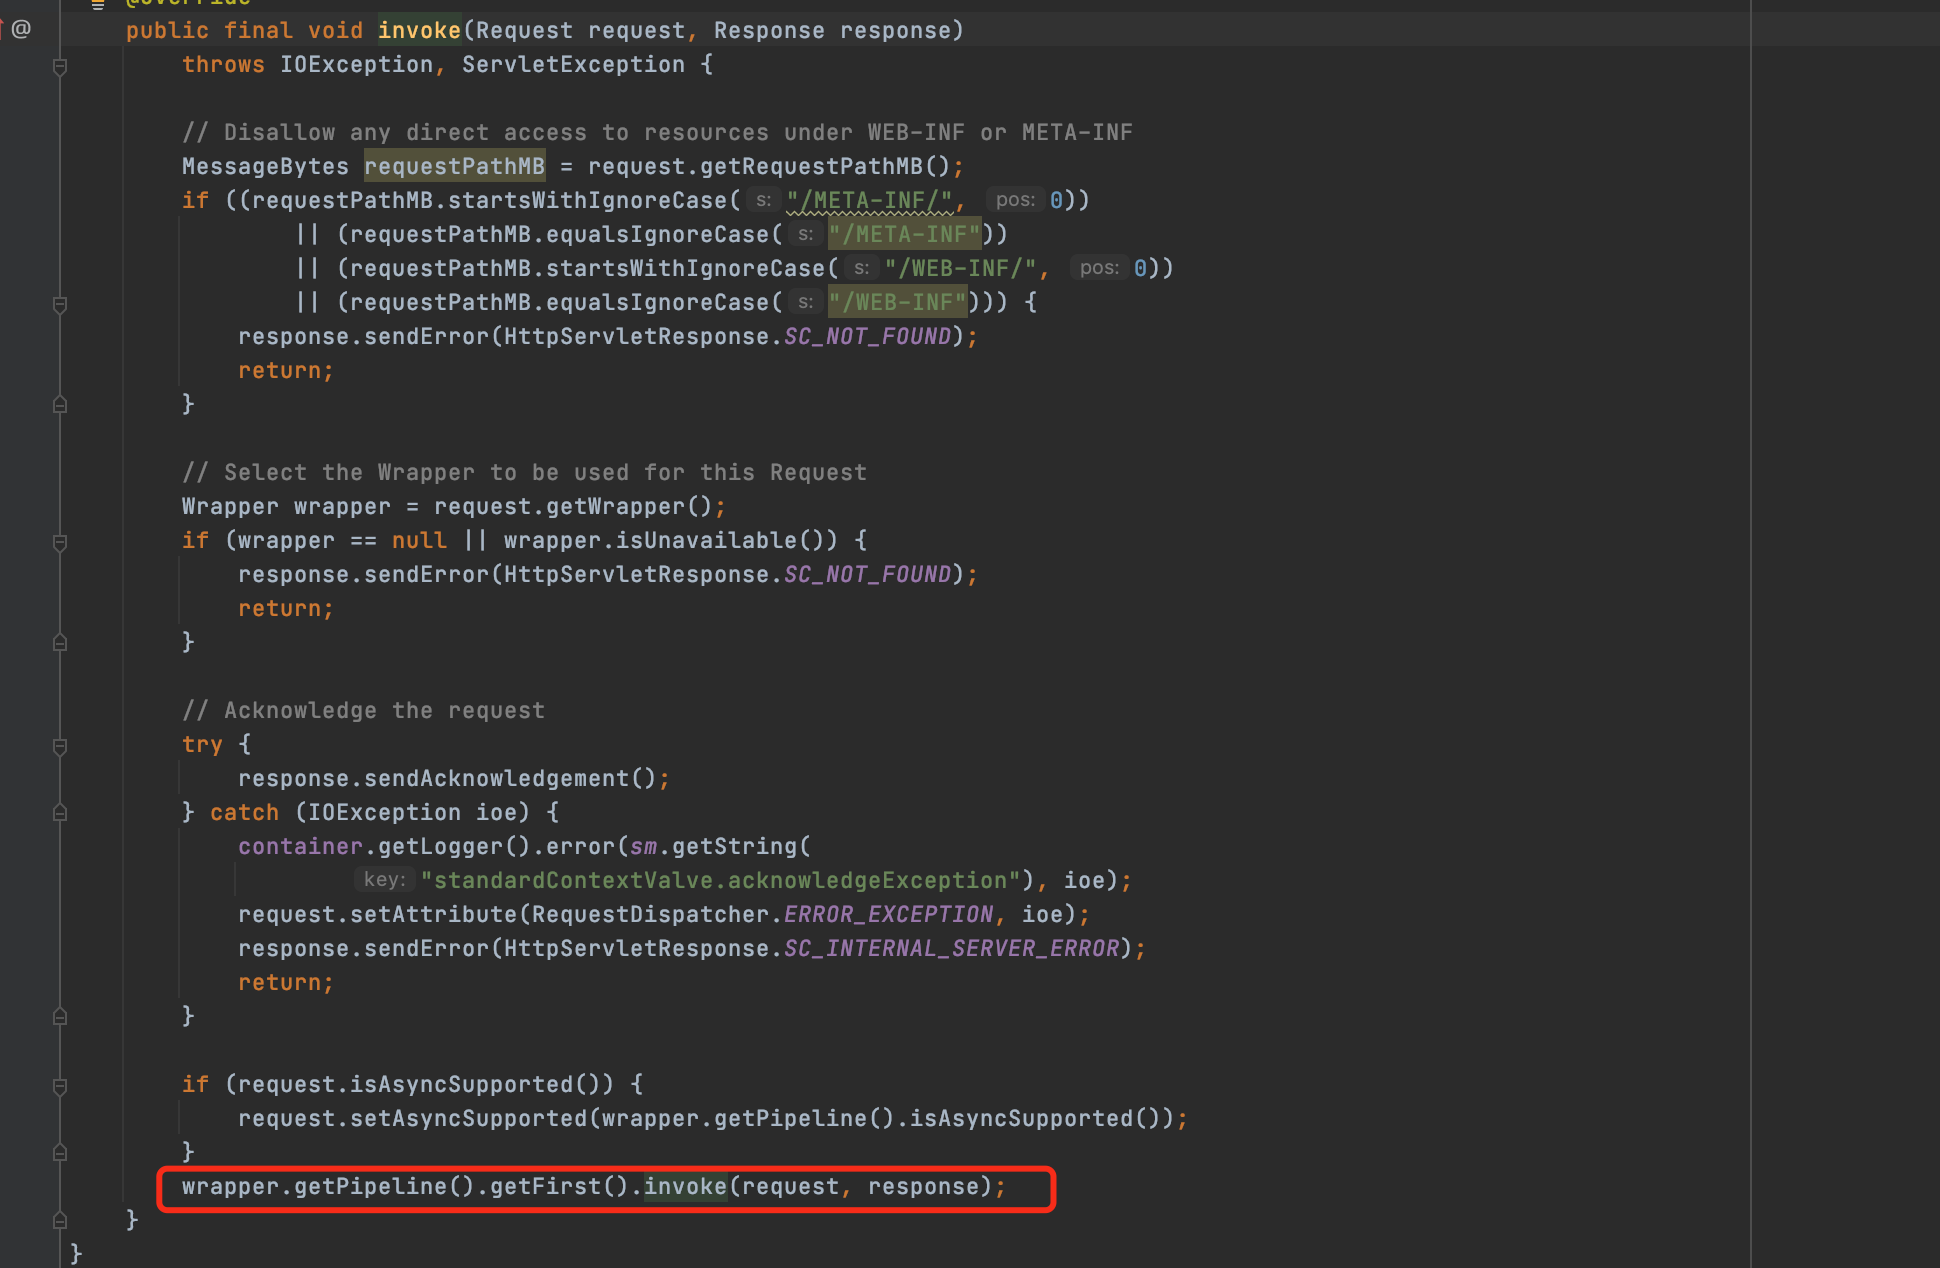 @Override
@
public final void invoke(Request request, Response response)
throws IOException, ServletException {
// Disallow any direct access to resources under WEB-INF or META-INF
MessageBytes requestPathMB = request.getRequestPathMB();
if ((requestPathMB.startsWithIgnoreCase( s: "/META-INF/", pos: 0))
|| (requestPathMB.equalsIgnoreCase( s: "/META-INF"))
|| (requestPathMB.startsWithIgnoreCase( s: "/WEB-INF/", pos: 0))
|| (requestPathMB.equalsIgnoreCase( s: "/WEB-INF"))) {
response.sendError(HttpServletResponse.SC_NOT_FOUND);
return;
}
// Select the Wrapper to be used for this Request
Wrapper wrapper = request.getWrapper();
if (wrapper == null || wrapper.isUnavailable()) {
response.sendError(HttpServletResponse.SC_NOT_FOUND);
return;
}
// Acknowledge the request
try {
response.sendAcknowledgement();
} catch (IOException ioe) {
container.getLogger().error(sm.getString(
key: "standardContextValve.acknowledgeException"), ioe);
request.setAttribute(RequestDispatcher.ERROR_EXCEPTION, ioe);
response.sendError(HttpServletResponse.SC_INTERNAL_SERVER_ERROR);
return;
}
if (request.isAsyncSupported()) {
request.setAsyncSupported(wrapper.getPipeline().isAsyncSupported());
}
wrapper.getPipeline().getFirst().invoke(request, response);
}
}